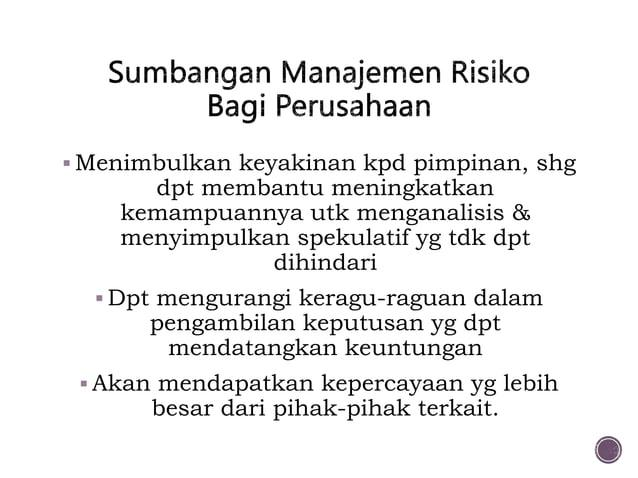 Sumbangan Manajemen Risiko
Bagi Perusahaan
▪ Menimbulkan keyakinan kpd pimpinan, shg
dpt membantu meningkatkan
kemampuannya utk menganalisis &
menyimpulkan spekulatif yg tdk dpt
dihindari
▪ Dpt mengurangi keragu-raguan dalam
pengambilan keputusan yg dpt
mendatangkan keuntungan
▪ Akan mendapatkan kepercayaan yg lebih
besar dari pihak-pihak terkait.